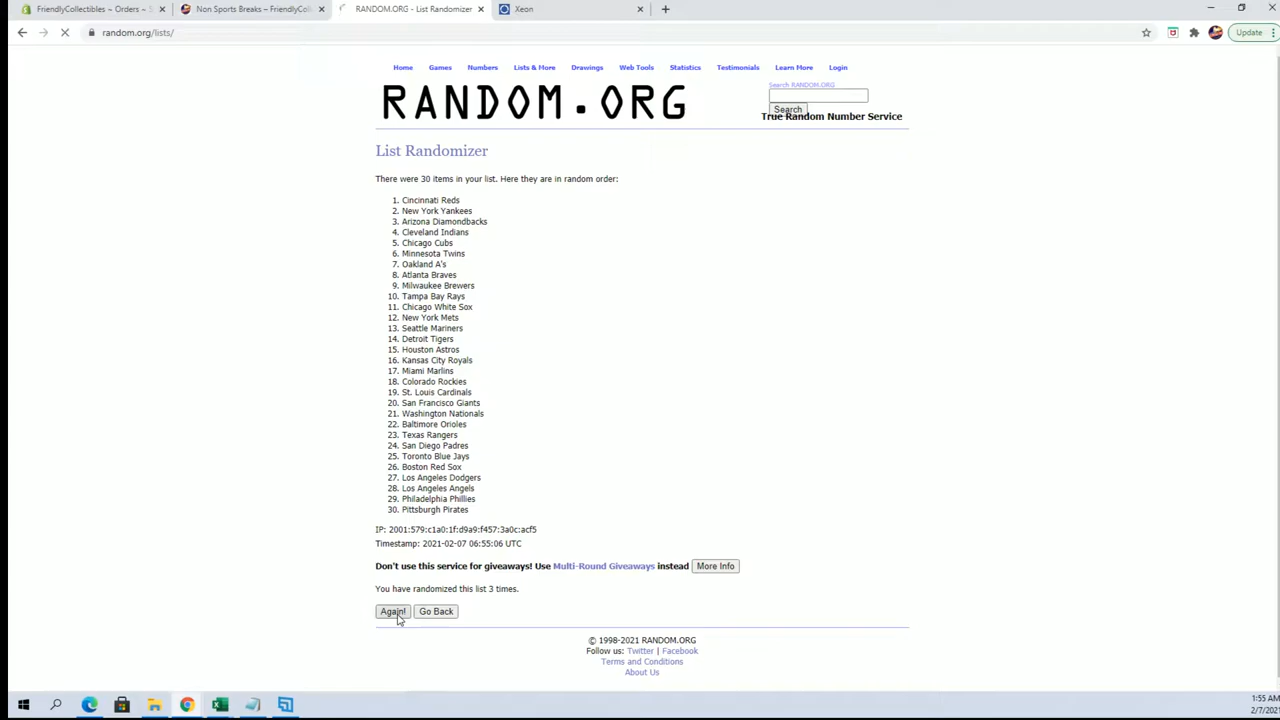 FriendlyCollectibles ~ Orders ~ S
Non Sports Breaks – FriendlyColl
RANDOM.ORG - List Randomizer
Xeon
random.org/lists/
Update
Home Games Numbers Lists & More Drawings Web Tools Statistics Testimonials Learn More Login
Search RANDOM.ORG
RANDOM.ORG
Search
True Random Number Service
List Randomizer
There were 30 items in your list. Here they are in random order:
1. Cincinnati Reds
2. New York Yankees
3. Arizona Diamondbacks
4. Cleveland Indians
5. Chicago Cubs
6. Minnesota Twins
7. Oakland A's
8. Atlanta Braves
9. Milwaukee Brewers
10. Tampa Bay Rays
11. Chicago White Sox
12. New York Mets
13. Seattle Mariners
14. Detroit Tigers
15. Houston Astros
16. Kansas City Royals
17. Miami Marlins
18. Colorado Rockies
19. St. Louis Cardinals
20. San Francisco Giants
21. Washington Nationals
22. Baltimore Orioles
23. Texas Rangers
24. San Diego Padres
25. Toronto Blue Jays
26. Boston Red Sox
27. Los Angeles Dodgers
28. Los Angeles Angels
29. Philadelphia Phillies
30. Pittsburgh Pirates
IP: 2001:579:c1a0:1f:d9a9:f457:3a0c:acf5
Timestamp: 2021-02-07 06:55:06 UTC
Don't use this service for giveaways! Use Multi-Round Giveaways instead More Info
You have randomized this list 3 times.
Again! Go Back
© 1998-2021 RANDOM.ORG
Follow us: Twitter | Facebook
Terms and Conditions
About Us
1:55 AM
2/7/202